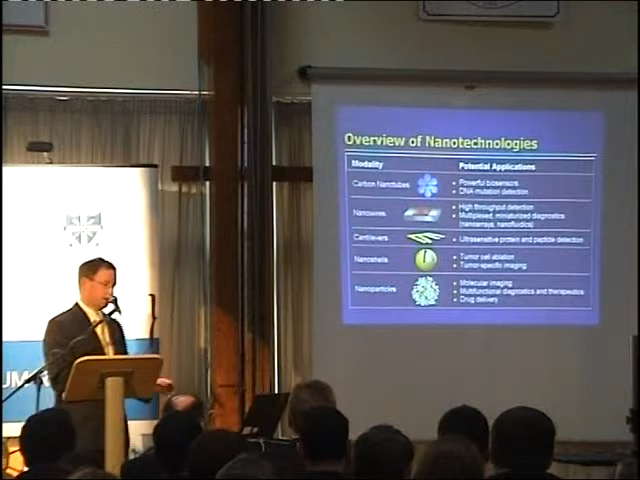 Overview of Nanotechnologies
Modality Potential Applications
Carbon Nanotubes
• Powerful biosensors
• DNA mutation detection
Nanowires
• High throughput detection
• Multiplexed, miniaturized diagnostics
(nanoarrays, nanofluidics)
Cantilevers
• Ultrasensitive protein and peptide detection
Nanoshells
• Tumor cell ablation
• Tumor-specific imaging
Nanoparticles
• Molecular imaging
• Multifunctional diagnostics and therapeutics
• Drug delivery